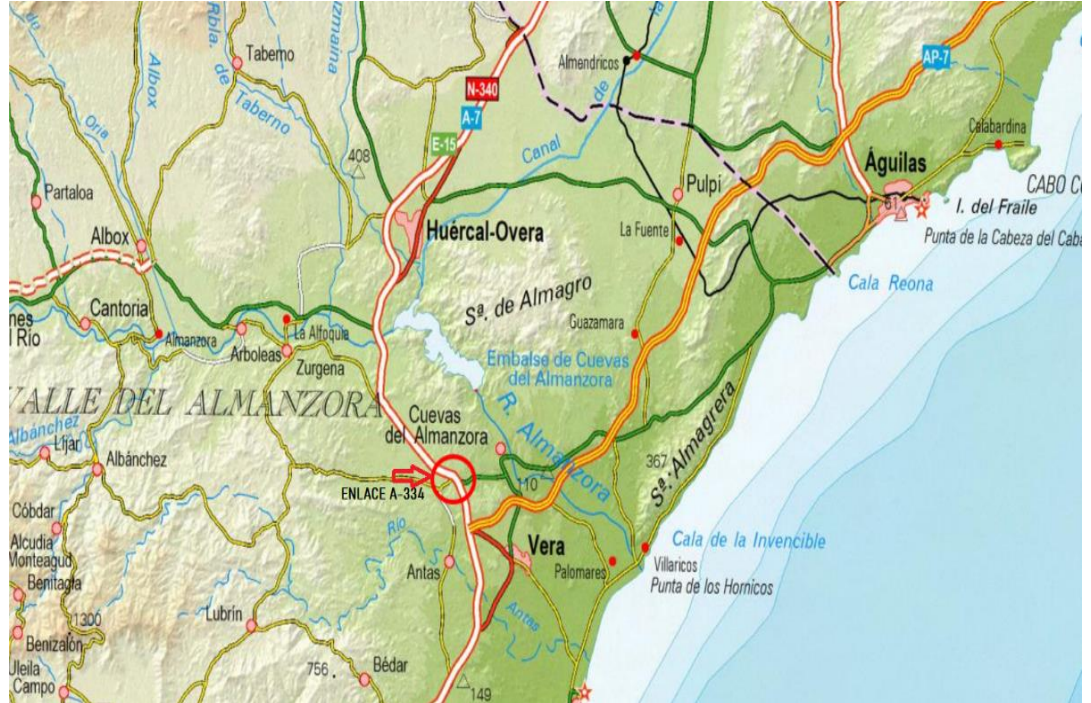 de
Albox
Rbla.
de
Taberno
Taberno
Oria
Partaloa
Albox
Cantoria
Almanzora
Arboleas
La Alfoquia
Zurgena
VALLE DEL ALMANZORA
Albánchez
Líjar
Albánchez
Cóbdar
Alcudia
Monteagud
Benitagla
1300
Benizalón
Uleila
Campo
Lubrín
756
Bédar
149
N-340
A-7
E-15
408
Huércal-Overa
Almendricos
Canal
de
AP-7
Calabardina
Águilas
61
I. del Fraile
Punta de la Cabeza del
Pulpí
La Fuente
Cala Reona
Sª. de Almagro
Guazamara
Embalse de Cuevas
del Almanzora
R. Almanzora
Cuevas
del Almanzora
ENLACE A-334
110
367
Sª. Almagrera
Río
Antas
Antas
Vera
Palomares
Villaricos
Cala de la Invencible
Punta de los Hornicos